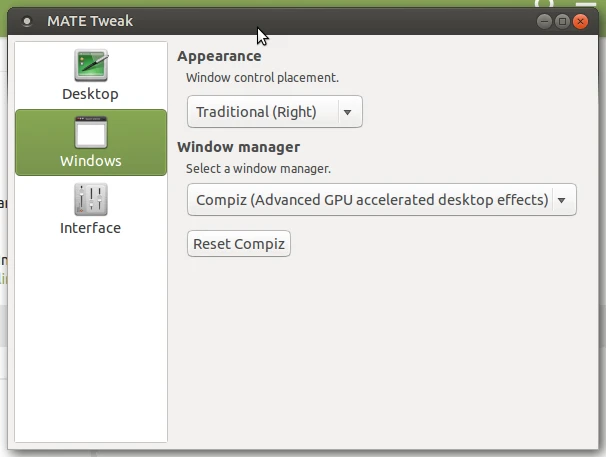 MATE Tweak
Desktop
Windows
Interface
Appearance
Window control placement.
Traditional (Right)
Window manager
Select a window manager.
Compiz (Advanced GPU accelerated desktop effects)
Reset Compiz